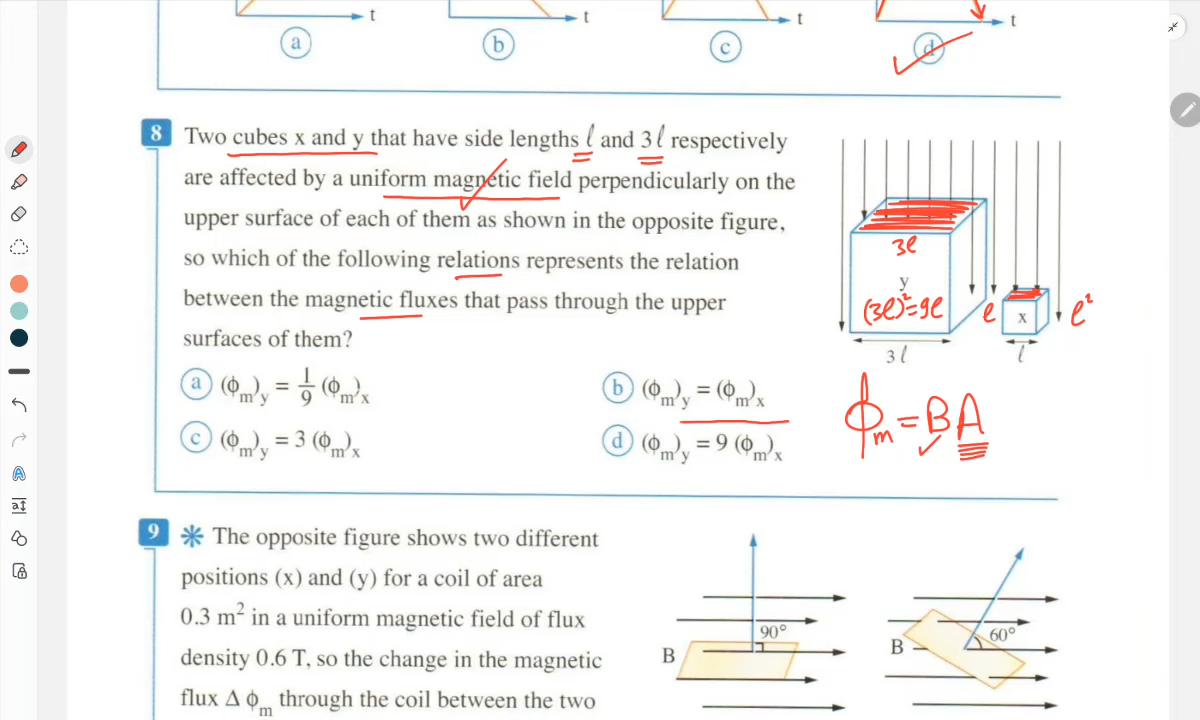 t t t t
a b c d
8 Two cubes x and y that have side lengths l and 3 l respectively
are affected by a uniform magnetic field perpendicularly on the
upper surface of each of them as shown in the opposite figure,
so which of the following relations represents the relation
between the magnetic fluxes that pass through the upper
surfaces of them?
3l
y
(3l)²=9l
l
x
l²
3 l
l
a (ϕm)y = 1/9 (ϕm)x
b (ϕm)y = (ϕm)x
c (ϕm)y = 3 (ϕm)x
d (ϕm)y = 9 (ϕm)x
ϕm = BA
9 * The opposite figure shows two different
positions (x) and (y) for a coil of area
0.3 m² in a uniform magnetic field of flux
density 0.6 T, so the change in the magnetic
flux Δ ϕm through the coil between the two
90°
B
60°
B
A
aI